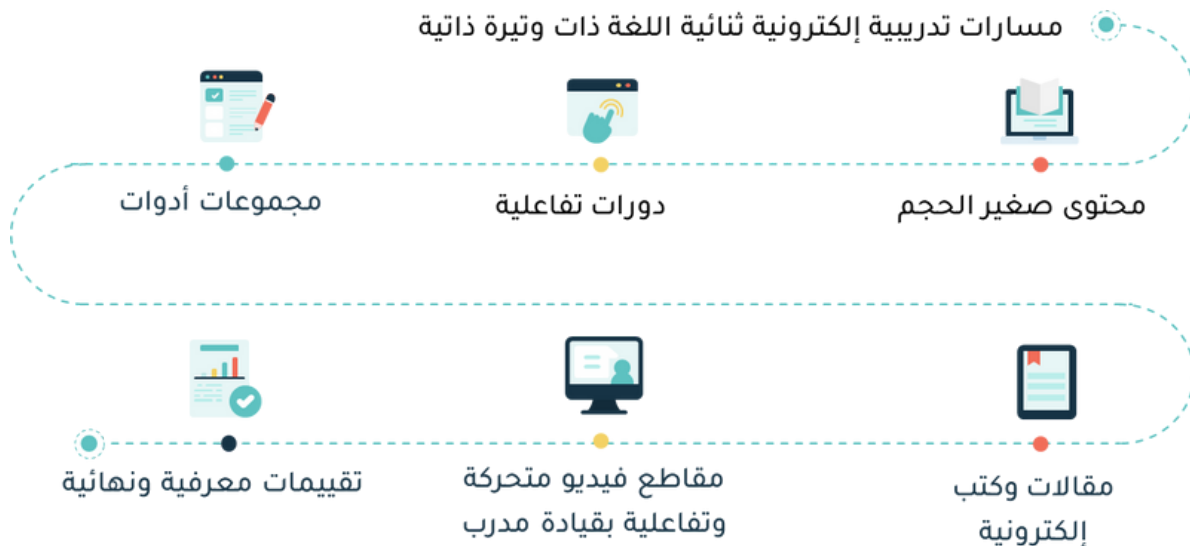 مسارات تدريبية إلكترونية ثنائية اللغة ذات وتيرة ذاتية
محتوى صغير الحجم
دورات تفاعلية
مجموعات أدوات
مقالات وكتب
إلكترونية
مقاطع فيديو متحركة
وتفاعلية بقيادة مدرب
تقييمات معرفية ونهائية